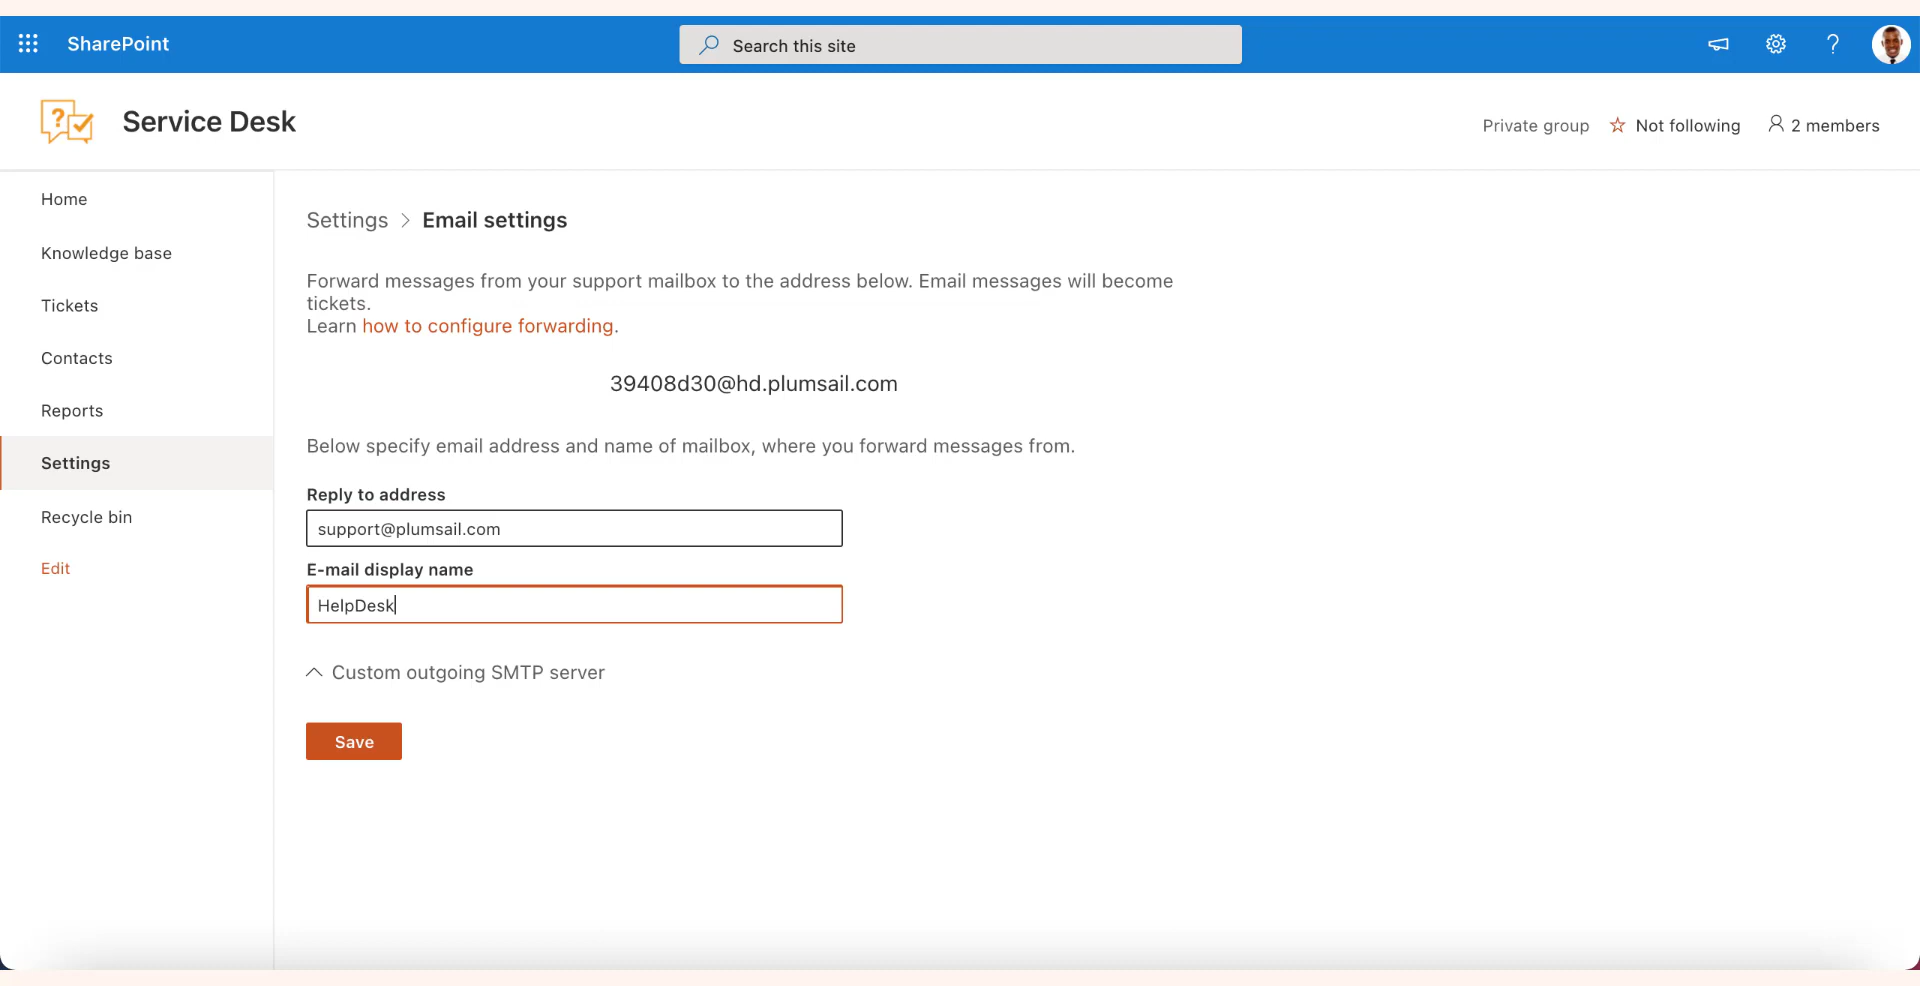 SharePoint
Search this site
?
?
Service Desk
Private group
Not following
2 members
Home
Knowledge base
Tickets
Contacts
Reports
Settings
Recycle bin
Edit
Settings > Email settings
Forward messages from your support mailbox to the address below. Email messages will become
tickets.
Learn how to configure forwarding.
39408d30@hd.plumsail.com
Below specify email address and name of mailbox, where you forward messages from.
Reply to address
support@plumsail.com
E-mail display name
HelpDesk
Custom outgoing SMTP server
Save